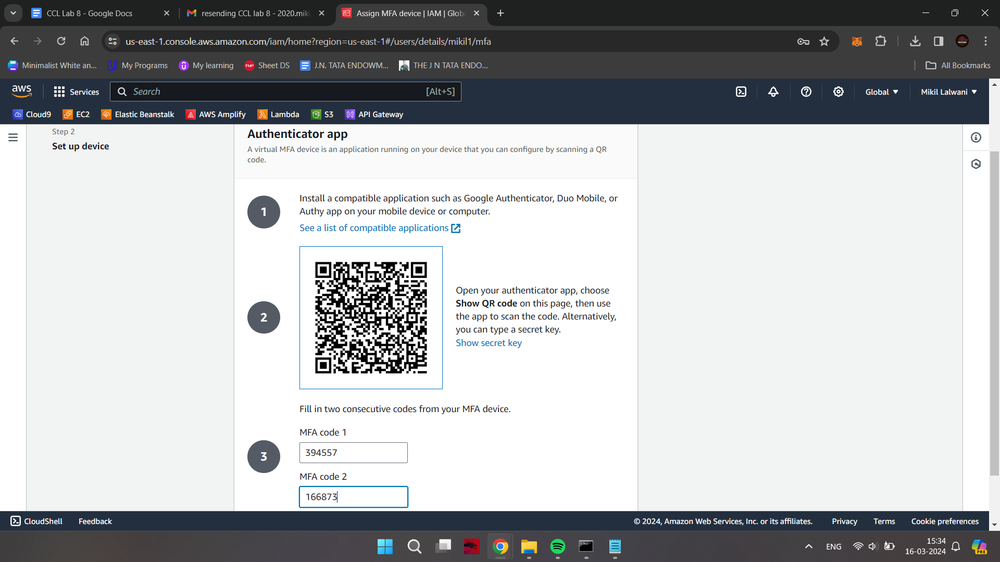 CCL Lab 8 - Google Docs
resending CCL lab 8 - 2020.miki
Assign MFA device | IAM | Glob
us-east-1.console.aws.amazon.com/iam/home?region=us-east-1#/users/details/mikil1/mfa
Minimalist White an...
My Programs
My learning
TUF
Sheet DS
J.N. TATA ENDOWM...
THE J N TATA ENDO...
All Bookmarks
aws
Services
Search
[Alt+S]
Global
Mikil Lalwani
Cloud9
EC2
Elastic Beanstalk
AWS Amplify
Lambda
S3
API Gateway
Step 2
Set up device
Authenticator app
A virtual MFA device is an application running on your device that you can configure by scanning a QR
code.
1
Install a compatible application such as Google Authenticator, Duo Mobile, or
Authy app on your mobile device or computer.
See a list of compatible applications
2
Open your authenticator app, choose
Show QR code on this page, then use
the app to scan the code. Alternatively,
you can type a secret key.
Show secret key
Fill in two consecutive codes from your MFA device.
3
MFA code 1
394557
MFA code 2
166873
CloudShell
Feedback
© 2024, Amazon Web Services, Inc. or its affiliates.
Privacy
Terms
Cookie preferences
ENG
15:34
16-03-2024
PRE